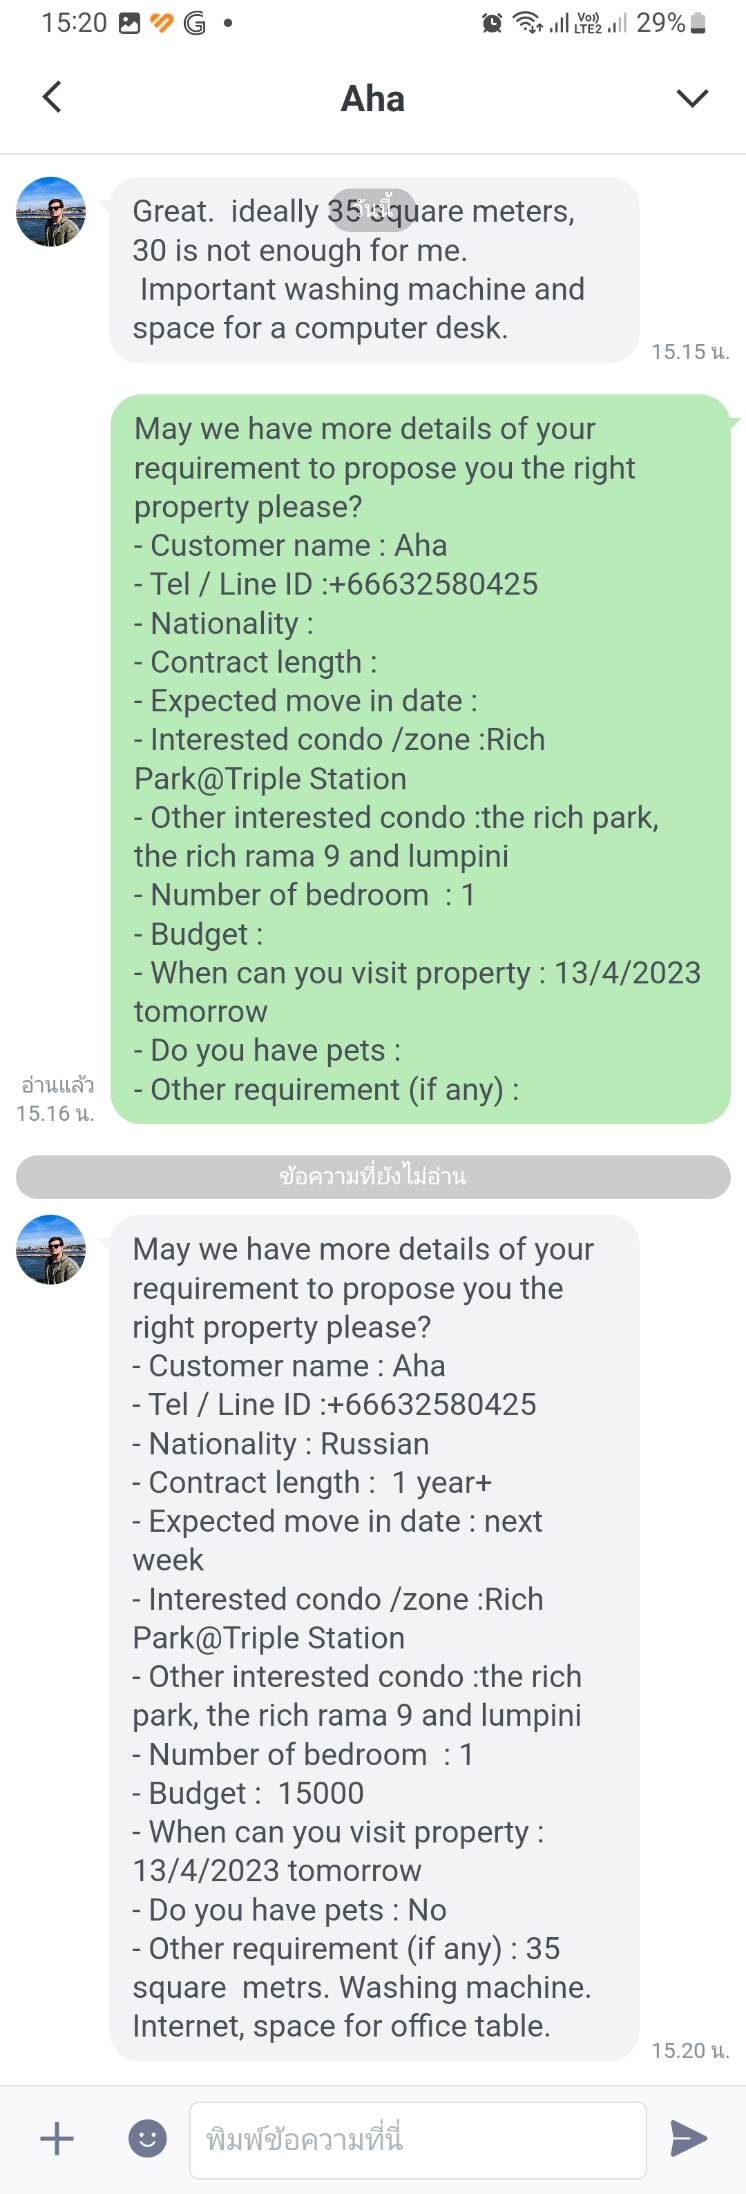 15:20
Vo))
LTE2
29%
Aha
วันนี้
Great.  ideally 35 square meters,
30 is not enough for me.
Important washing machine and
space for a computer desk.
15.15 น.
May we have more details of your
requirement to propose you the right
property please?
- Customer name : Aha
- Tel / Line ID :+66632580425
- Nationality :
- Contract length :
- Expected move in date :
- Interested condo /zone :Rich
Park@Triple Station
- Other interested condo :the rich park,
the rich rama 9 and lumpini
- Number of bedroom  : 1
- Budget :
- When can you visit property : 13/4/2023
tomorrow
- Do you have pets :
- Other requirement (if any) :
อ่านแล้ว
15.16 น.
ข้อความที่ยังไม่อ่าน
May we have more details of your
requirement to propose you the
right property please?
- Customer name : Aha
- Tel / Line ID :+66632580425
- Nationality : Russian
- Contract length :  1 year+
- Expected move in date : next
week
- Interested condo /zone :Rich
Park@Triple Station
- Other interested condo :the rich
park, the rich rama 9 and lumpini
- Number of bedroom  : 1
- Budget :  15000
- When can you visit property :
13/4/2023 tomorrow
- Do you have pets : No
- Other requirement (if any) : 35
square  metrs. Washing machine.
Internet, space for office table.
15.20 น.
พิมพ์ข้อความที่นี่